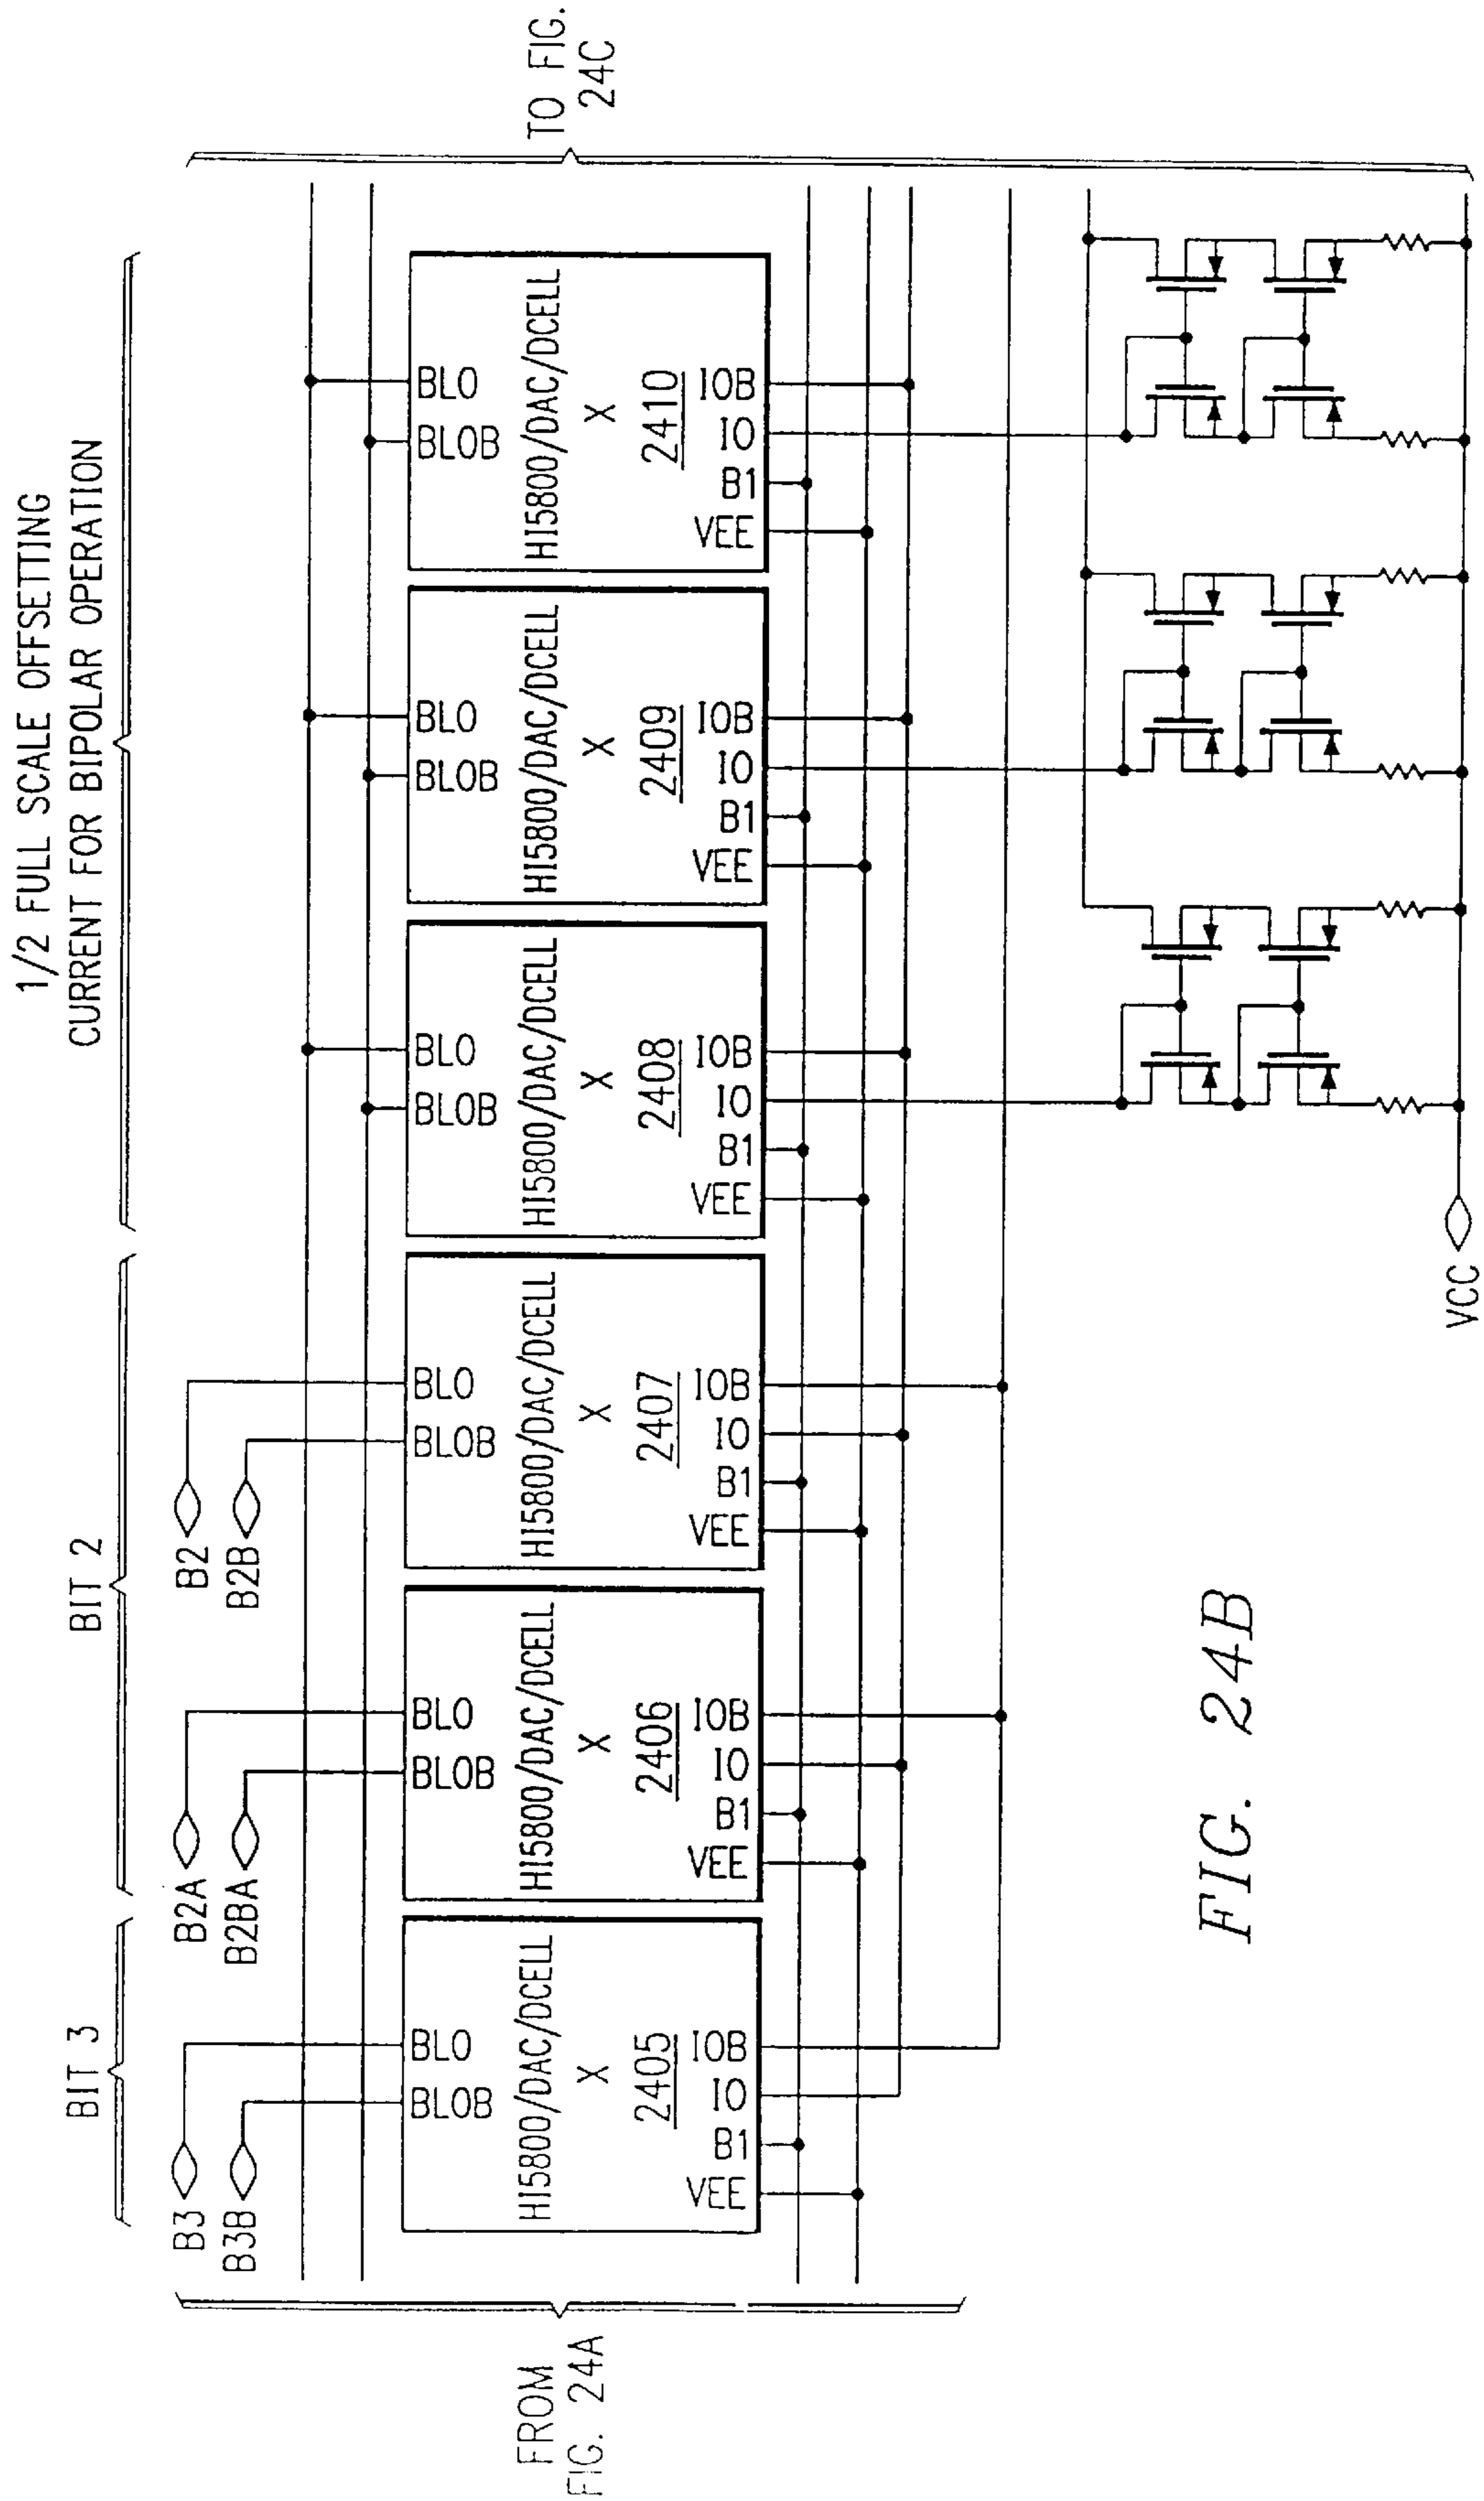 1/2 FULL SCALE OFFSETTING
CURRENT FOR BIPOLAR OPERATION
BIT 3
BIT 2
B3
B3B
B2A
B2BA
B2
B2B
FROM
FIG. 24A
TO FIG.
24C
BLO
BLOB
HI5800/DAC/DCELL
X
2405
VEE
B1
IO
IOB
BLO
BLOB
HI5800/DAC/DCELL
X
2406
VEE
B1
IO
IOB
BLO
BLOB
HI5800/DAC/DCELL
X
2407
VEE
B1
IO
IOB
BLO
BLOB
HI5800/DAC/DCELL
X
2408
VEE
B1
IO
IOB
BLO
BLOB
HI5800/DAC/DCELL
X
2409
VEE
B1
IO
IOB
BLO
BLOB
HI5800/DAC/DCELL
X
2410
VEE
B1
IO
IOB
VCC
FIG. 24B